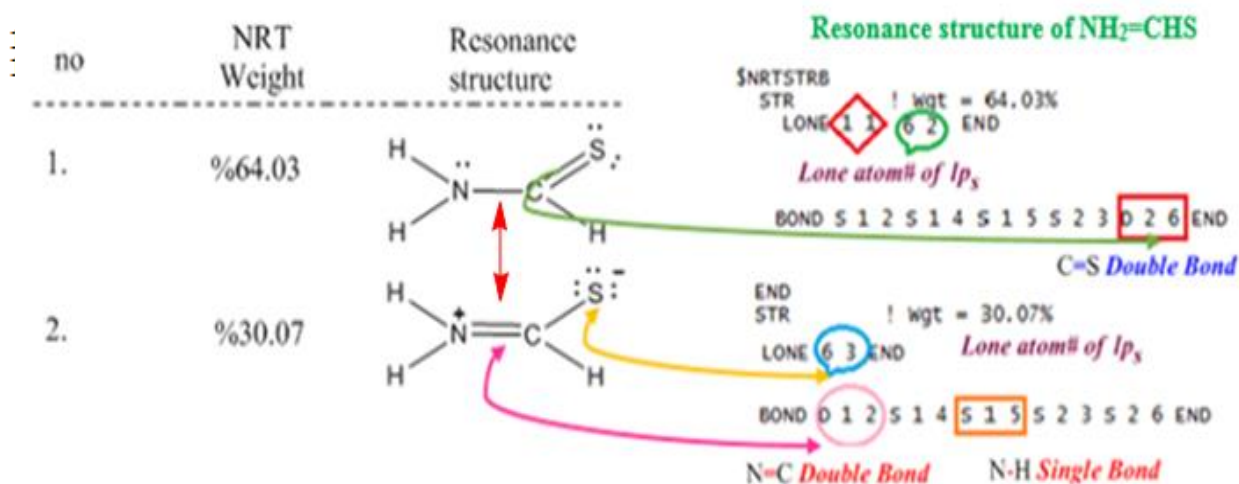 no
NRT
Weight
Resonance
structure
1.
%64.03
H
N
C
S
H
H
2.
%30.07
H
N
+
C
S
-
H
H
Resonance structure of NH2=CHS
$NRTSTRB
STR ! Wgt = 64.03%
LONE 1 1 6 2 END
Lone atom# of lps
BOND S 1 2 S 1 4 S 1 5 S 2 3 D 2 6 END
C=S Double Bond
END
STR ! Wgt = 30.07%
LONE 6 3 END
Lone atom# of lps
BOND D 1 2 S 1 4 S 1 5 S 2 3 S 2 6 END
N=C Double Bond
N-H Single Bond